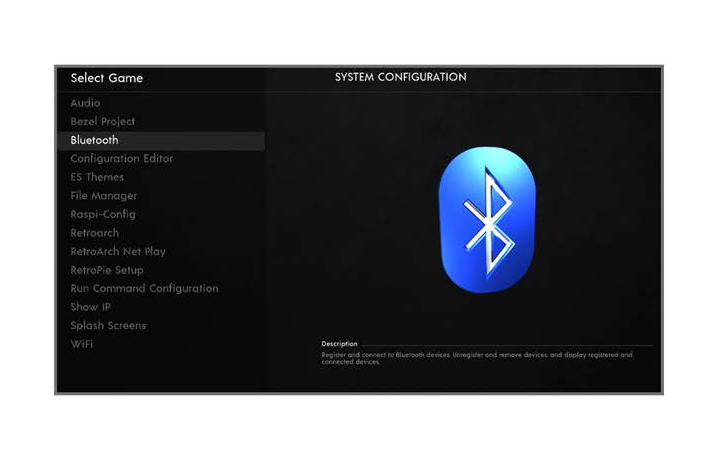 Select Game
SYSTEM CONFIGURATION
Audio
Bezel Project
Bluetooth
Configuration Editor
ES Themes
File Manager
Raspi-Config
Retroarch
RetroArch Net Play
RetroPie Setup
Run Command Configuration
Show IP
Splash Screens
WiFi
Description
Register and connect to Bluetooth devices. Unregister and remove devices, and display registered and
connected devices.